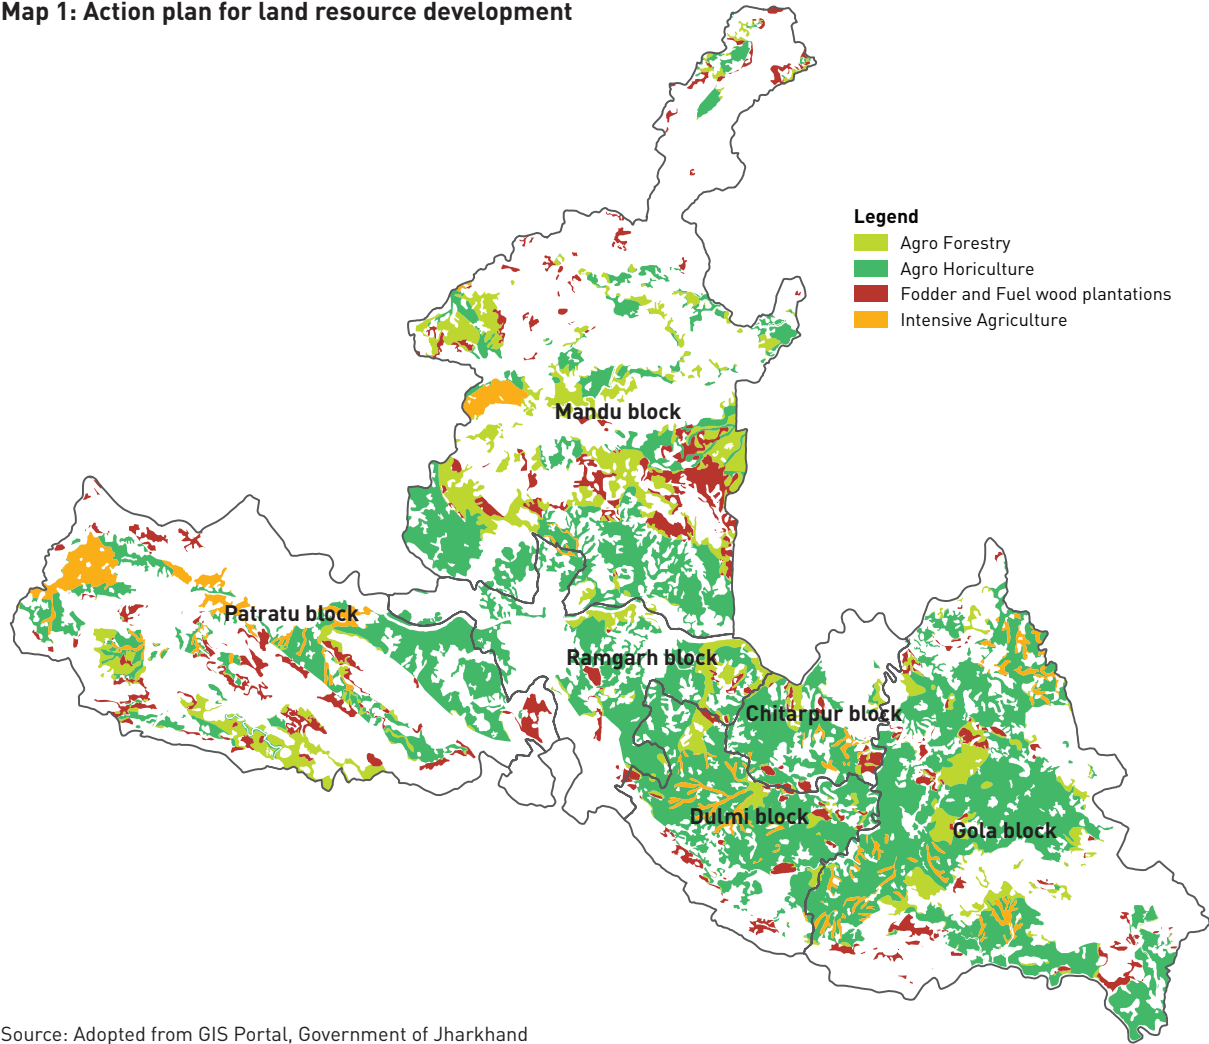 Map 1: Action plan for land resource development
Legend
Agro Forestry
Agro Horiculture
Fodder and Fuel wood plantations
Intensive Agriculture
Mandu block
Patratu block
Ramgarh block
Chitarpur block
Dulmi block
Gola block
Source: Adopted from GIS Portal, Government of Jharkhand